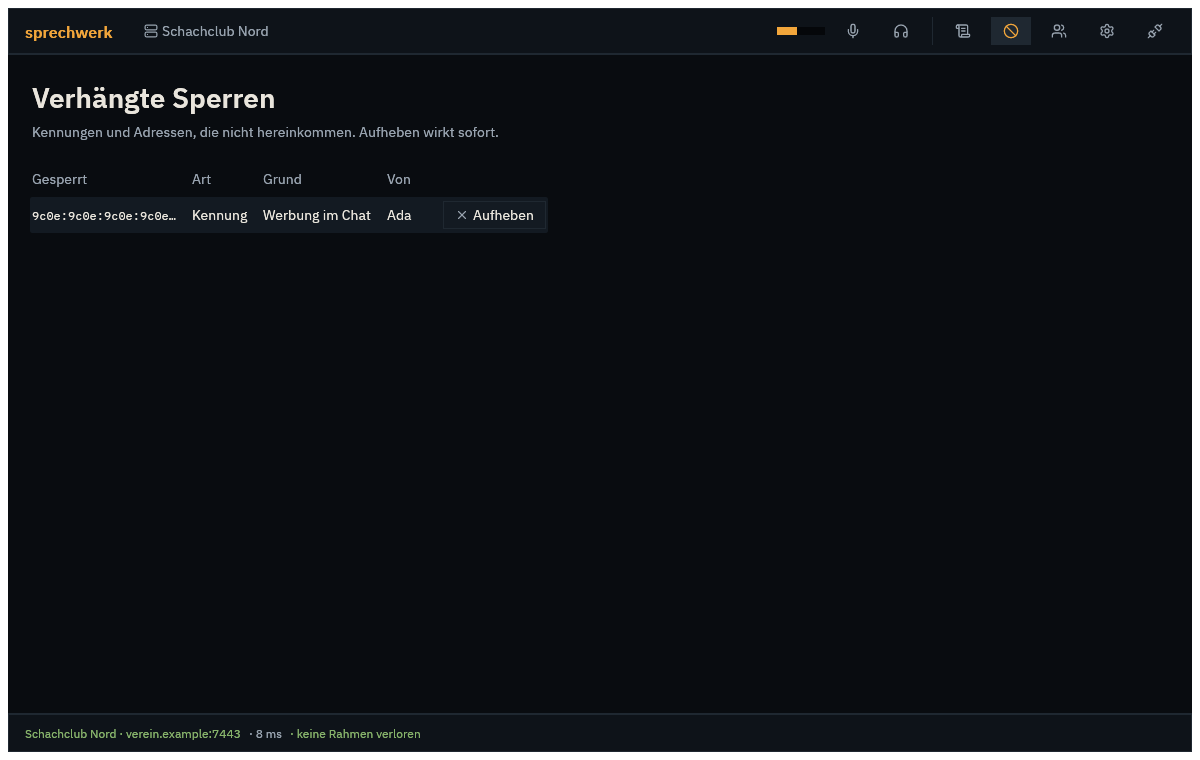 sprechwerk
Schachclub Nord
Verhängte Sperren
Kennungen und Adressen, die nicht hereinkommen. Aufheben wirkt sofort.
Gesperrt Art Grund Von
9c0e:9c0e:9c0e:9c0e… Kennung Werbung im Chat Ada Aufheben
Schachclub Nord · verein.example:7443 · 8 ms · keine Rahmen verloren